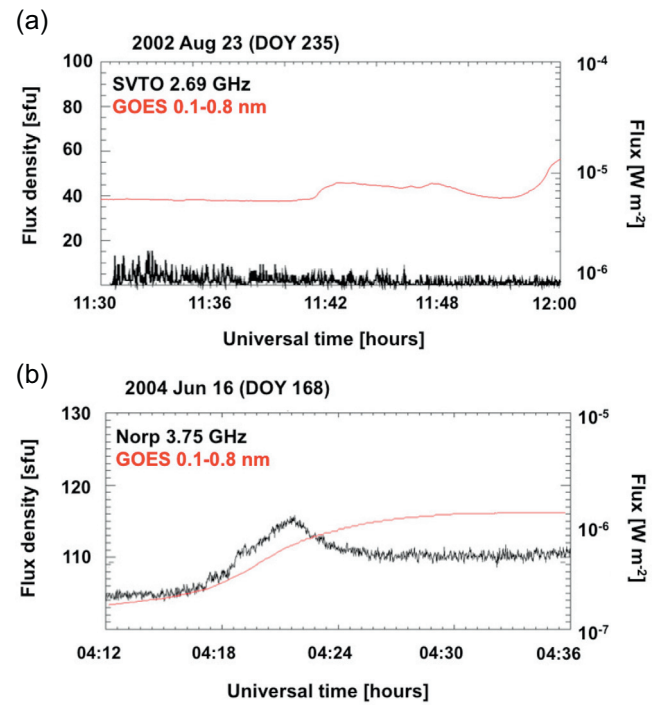 (a)
2002 Aug 23 (DOY 235)
SVTO 2.69 GHz
GOES 0.1-0.8 nm
Flux density [sfu]
100
80
60
40
20
10⁻⁴
10⁻⁵
10⁻⁶
Flux [W m⁻²]
11:30 11:36 11:42 11:48 12:00
Universal time [hours]
(b)
2004 Jun 16 (DOY 168)
Norp 3.75 GHz
GOES 0.1-0.8 nm
Flux density [sfu]
130
120
110
10⁻⁵
10⁻⁶
10⁻⁷
Flux [W m⁻²]
04:12 04:18 04:24 04:30 04:36
Universal time [hours]